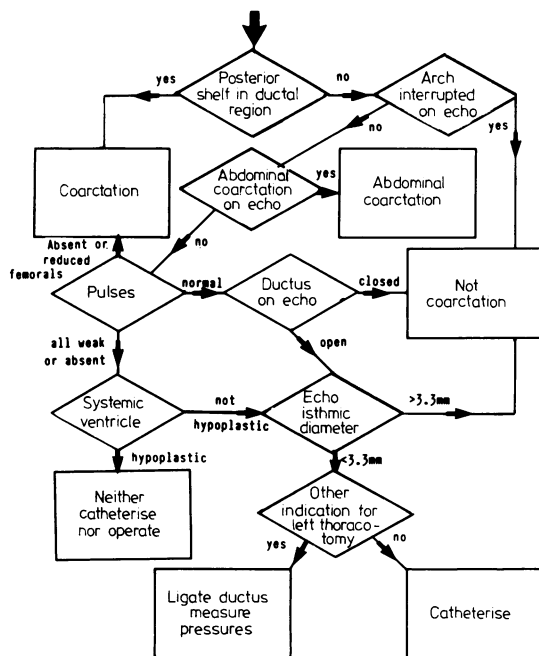 yes
Posterior
shelf in ductal
region
no
Arch
interrupted
on echo
yes
no
Coarctation
Abdominal
coarctation
on echo
yes
Abdominal
coarctation
Absent or
reduced
femorals
no
Pulses
normal
Ductus
on echo
closed
Not
coarctation
all weak
or absent
open
Systemic
ventricle
not
hypoplastic
Echo
isthmic
diameter
>3.3mm
hypoplastic
<3.3mm
Neither
catheterise
nor operate
Other
indication for
left thoraco-
tomy
yes
no
Ligate ductus
measure
pressures
Catheterise